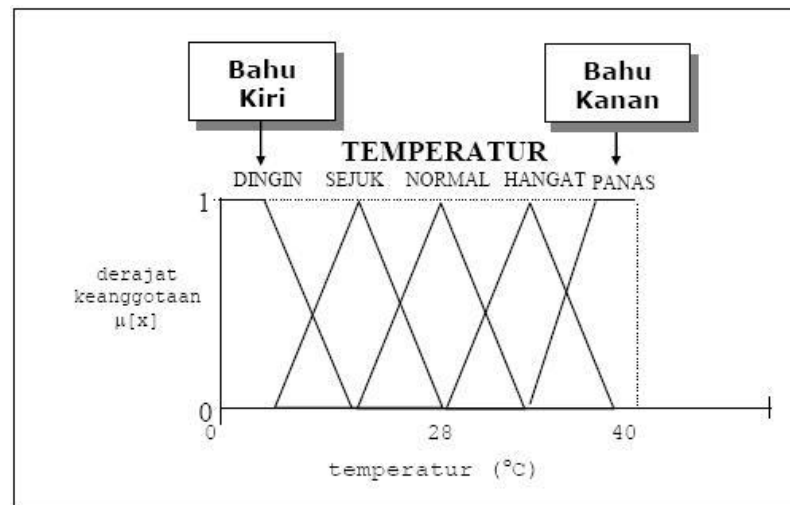 Bahu
Kiri
Bahu
Kanan
TEMPERATUR
DINGIN SEJUK NORMAL HANGAT PANAS
1
derajat
keanggotaan
μ[x]
0
0 28 40
temperatur (°C)